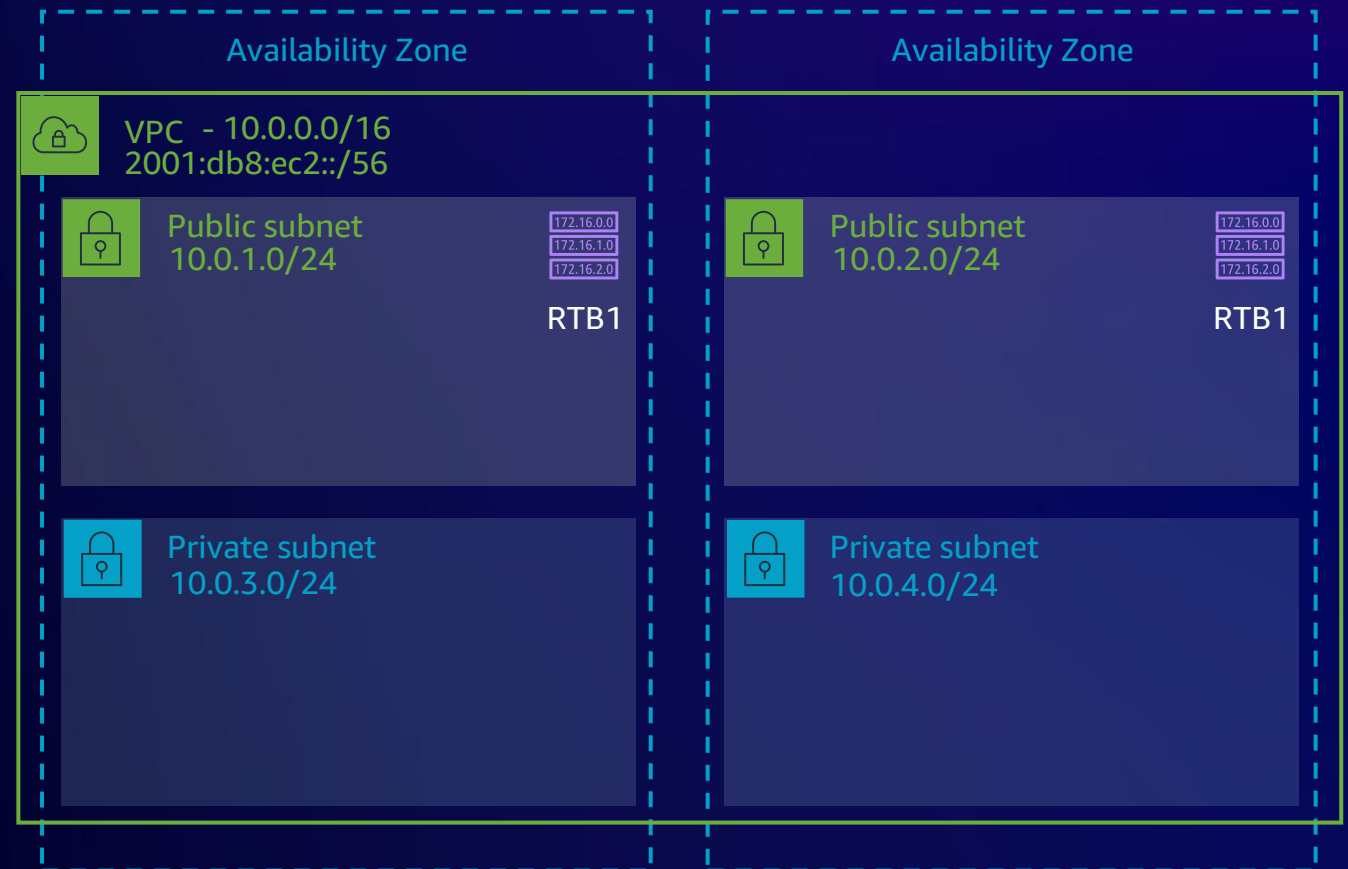 Availability Zone
Availability Zone
VPC - 10.0.0.0/16
2001:db8:ec2::/56
Public subnet
10.0.1.0/24
172.16.0.0
172.16.1.0
172.16.2.0
RTB1
Public subnet
10.0.2.0/24
172.16.0.0
172.16.1.0
172.16.2.0
RTB1
Private subnet
10.0.3.0/24
Private subnet
10.0.4.0/24